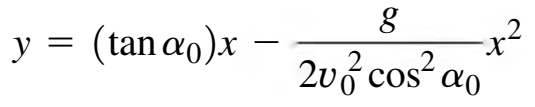 y = (tan α₀)x − g / (2v₀² cos² α₀) x²